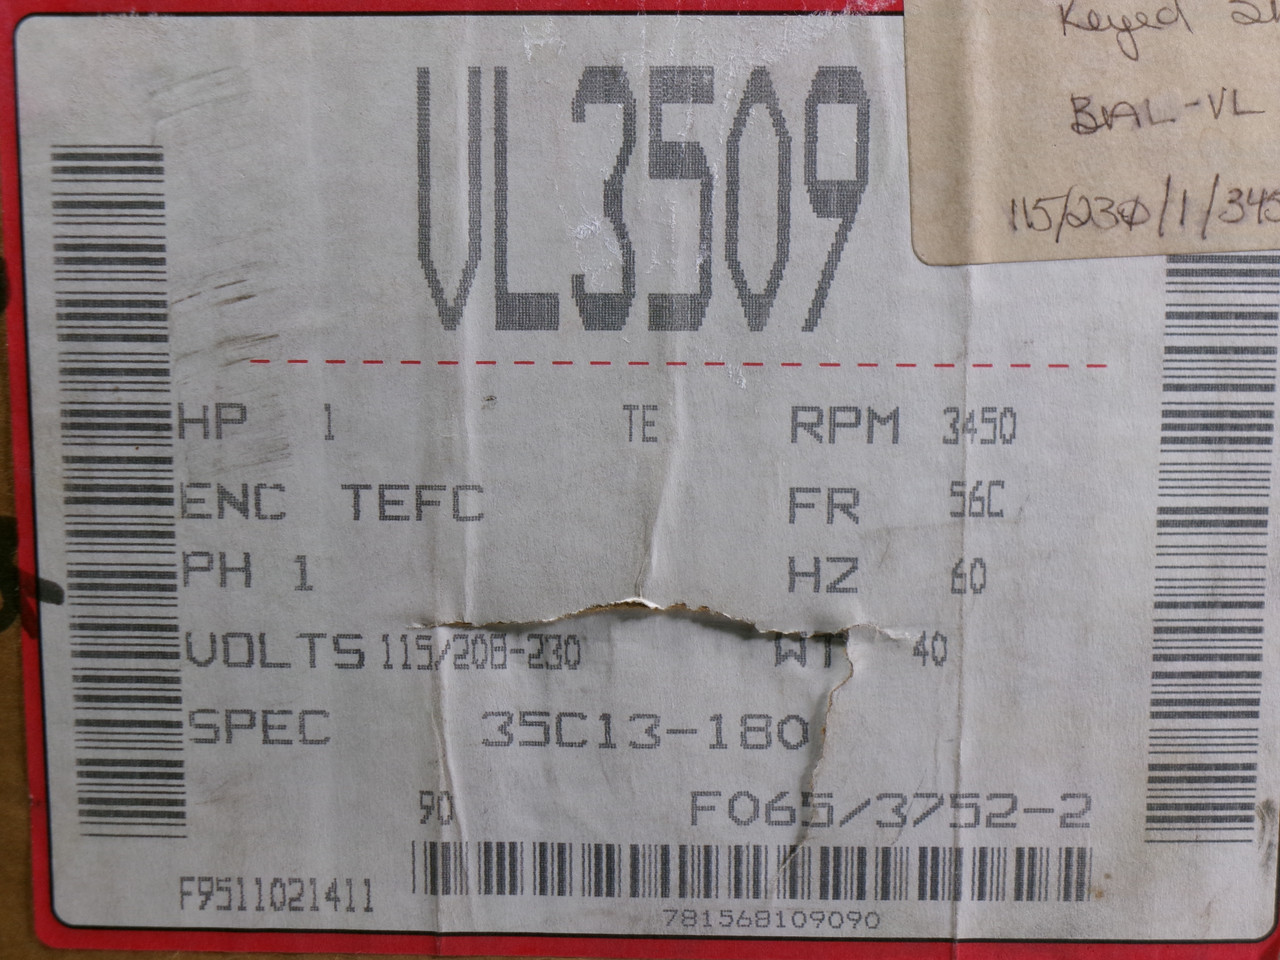 Keyed
BAL-VL
115/230/1/345
VL3509
HP 1 TE RPM 3450
ENC TEFC FR 56C
PH 1 HZ 60
VOLTS 115/208-230 WT 40
SPEC 35C13-180
90 F065/3752-2
F9511021411
781568109090